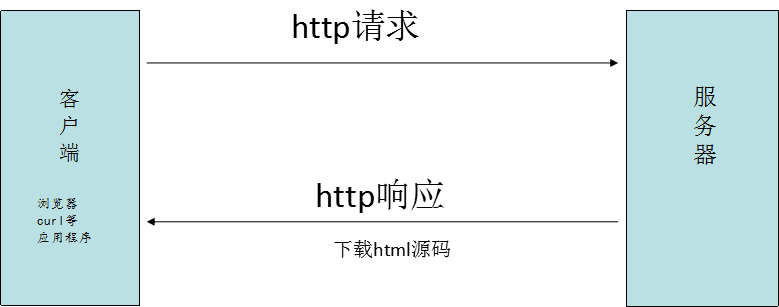 http请求
客户端
浏览器
curl等
应用程序
服务器
http响应
下载html源码